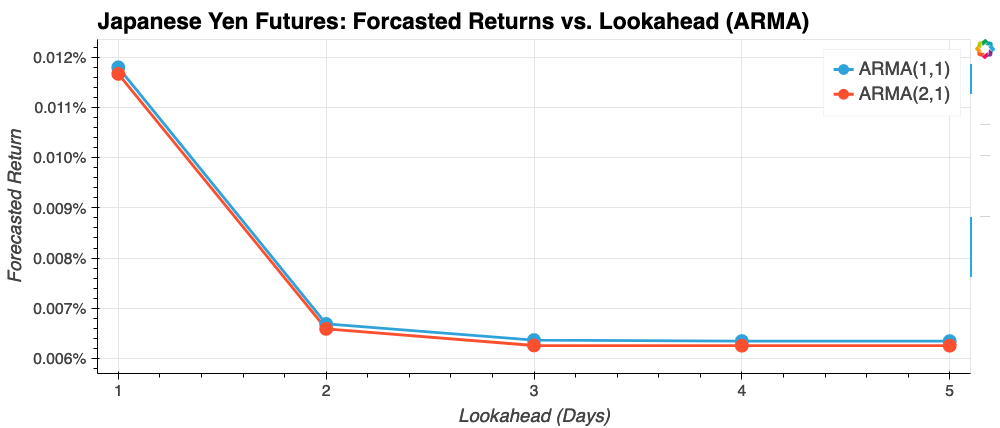 Japanese Yen Futures: Forcasted Returns vs. Lookahead (ARMA)
0.012%
0.011%
0.010%
0.009%
0.008%
0.007%
0.006%
Forecasted Return
ARMA(1,1)
ARMA(2,1)
1 2 3 4 5
Lookahead (Days)